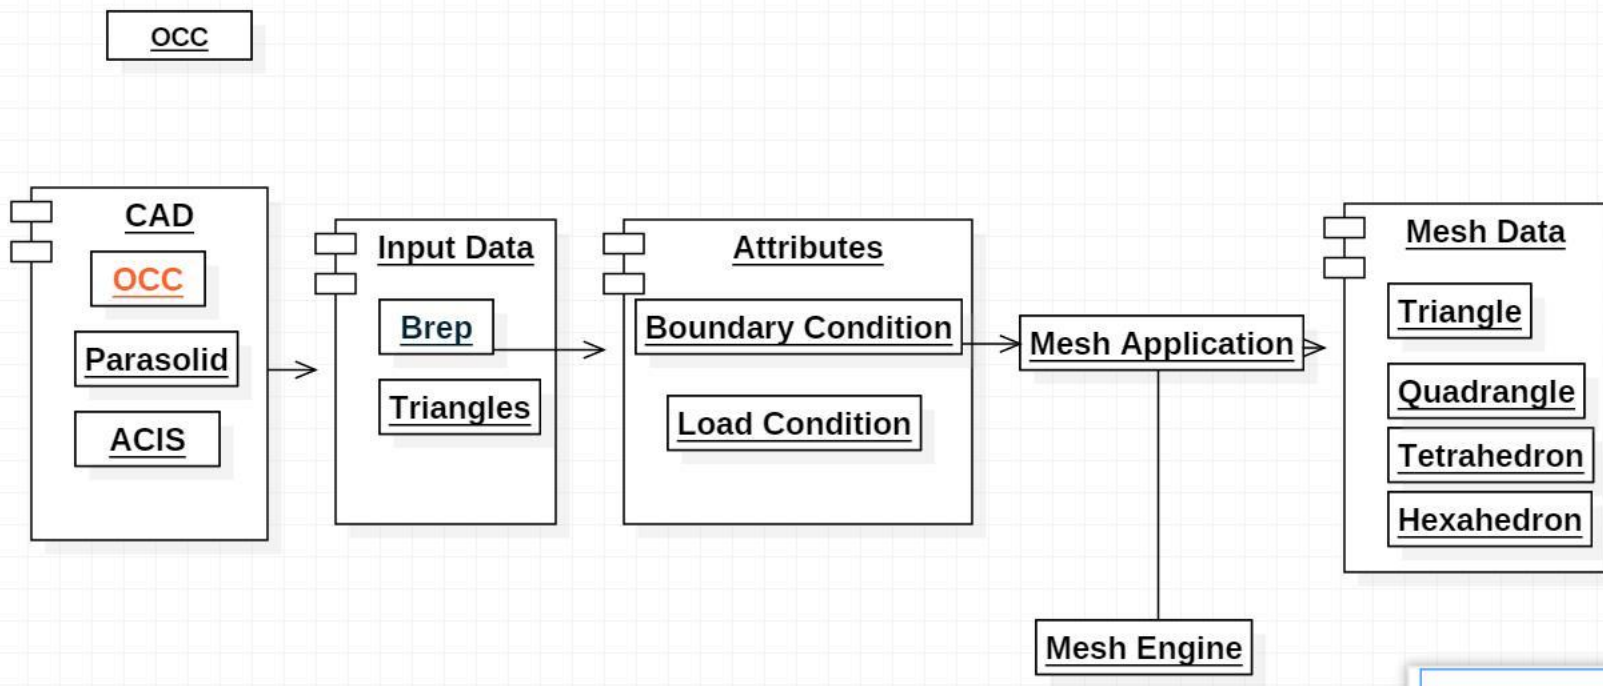 OCC
CAD
OCC
Parasolid
ACIS
Input Data
Brep
Triangles
Attributes
Boundary Condition
Load Condition
Mesh Application
Mesh Engine
Mesh Data
Triangle
Quadrangle
Tetrahedron
Hexahedron